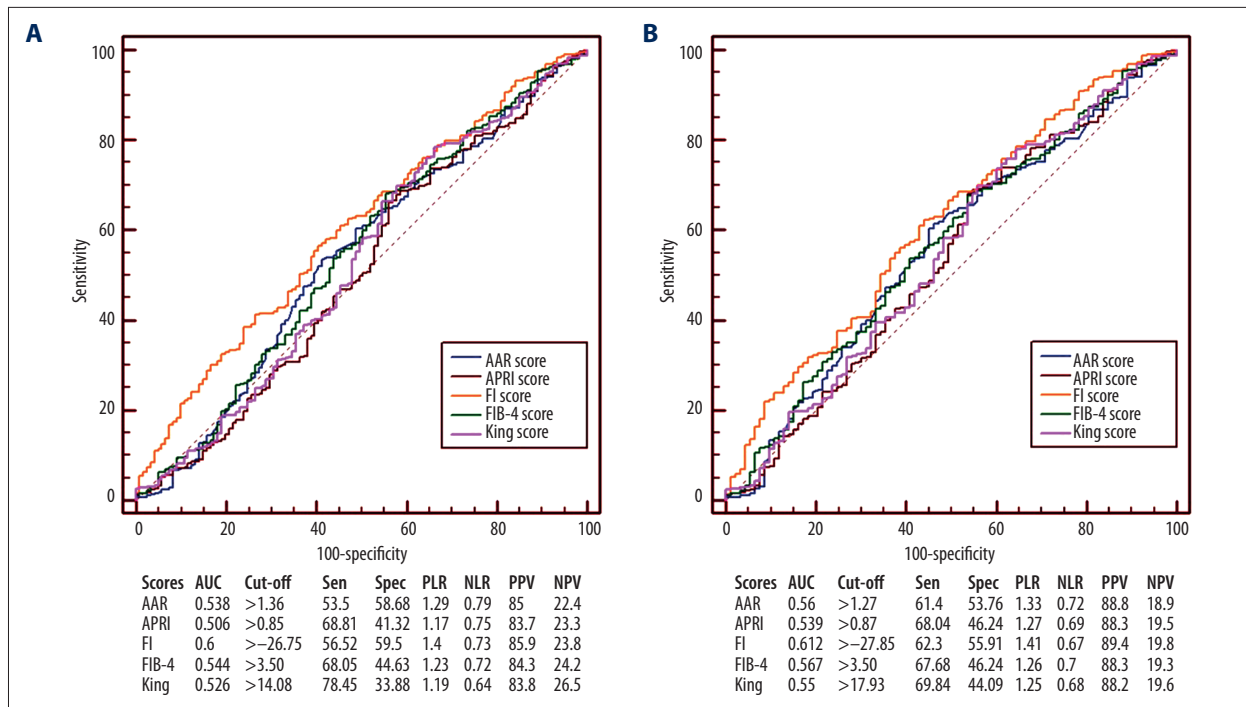 A
100
80
60
40
20
0
Sensitivity
AAR score
APRI score
FI score
FIB-4 score
King score
0 20 40 60 80 100
100-specificity
Scores AUC Cut-off Sen Spec PLR NLR PPV NPV
AAR 0.538 >1.36 53.5 58.68 1.29 0.79 85 22.4
APRI 0.506 >0.85 68.81 41.32 1.17 0.75 83.7 23.3
FI 0.6 >−26.75 56.52 59.5 1.4 0.73 85.9 23.8
FIB-4 0.544 >3.50 68.05 44.63 1.23 0.72 84.3 24.2
King 0.526 >14.08 78.45 33.88 1.19 0.64 83.8 26.5
B
100
80
60
40
20
0
Sensitivity
AAR score
APRI score
FI score
FIB-4 score
King score
0 20 40 60 80 100
100-specificity
Scores AUC Cut-off Sen Spec PLR NLR PPV NPV
AAR 0.56 >1.27 61.4 53.76 1.33 0.72 88.8 18.9
APRI 0.539 >0.87 68.04 46.24 1.27 0.69 88.3 19.5
FI 0.612 >−27.85 62.3 55.91 1.41 0.67 89.4 19.8
FIB-4 0.567 >3.50 67.68 46.24 1.26 0.7 88.3 19.3
King 0.55 >17.93 69.84 44.09 1.25 0.68 88.2 19.6